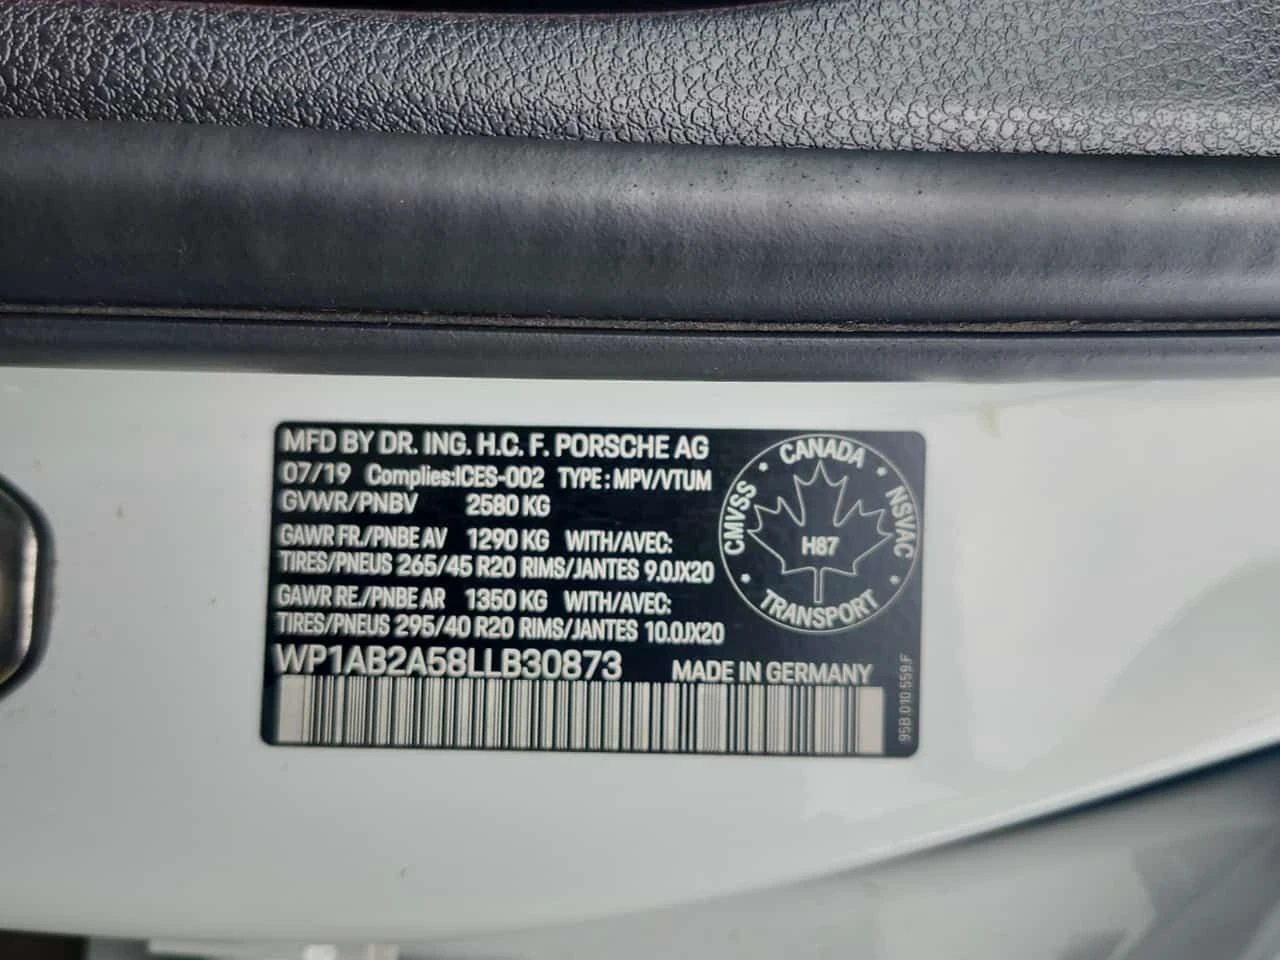 MFD BY DR. ING. H.C. F. PORSCHE AG
07/19 Complies:ICES-002 TYPE:MPV/VTUM
GVWR/PNBV 2580 KG
GAWR FR./PNBE AV 1290 KG WITH/AVEC:
TIRES/PNEUS 265/45 R20 RIMS/JANTES 9.0JX20
GAWR RE./PNBE AR 1350 KG WITH/AVEC:
TIRES/PNEUS 295/40 R20 RIMS/JANTES 10.0JX20
WP1AB2A58LLB30873 MADE IN GERMANY
CANADA
CMVSS
NSVAC
H87
TRANSPORT
95B.010.559.F